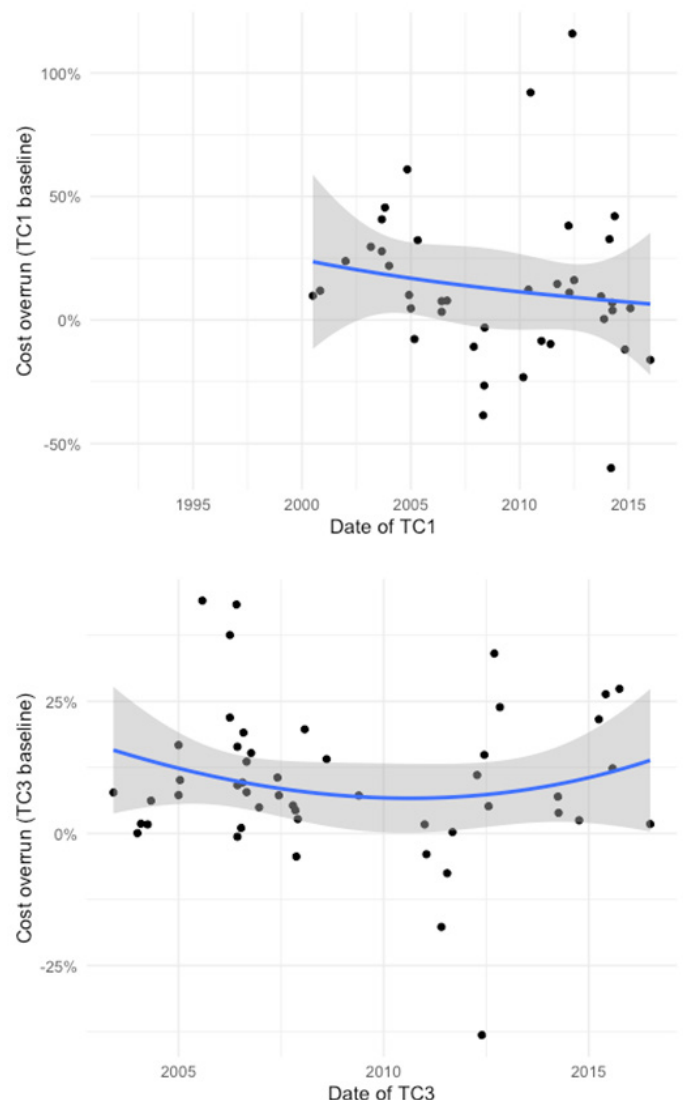 100%
50%
0%
-50%
Cost overrun (TC1 baseline)
1995 2000 2005 2010 2015
Date of TC1
25%
0%
-25%
Cost overrun (TC3 baseline)
2005 2010 2015
Date of TC3